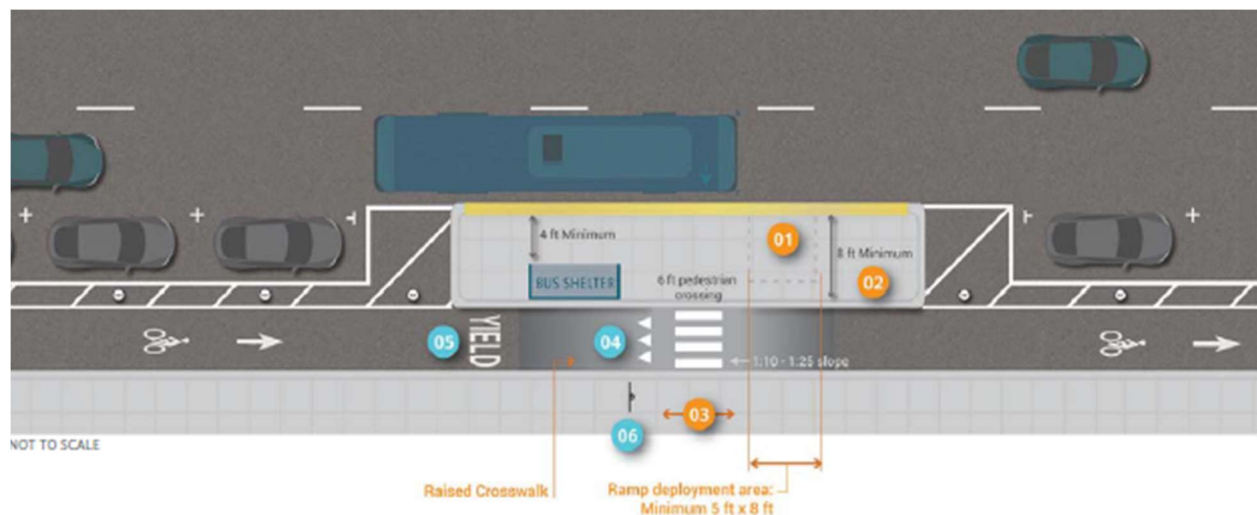 01
4 ft Minimum
8 ft Minimum
BUS SHELTER
6 ft pedestrian
crossing
02
YIELD
05
04
1:10 - 1:25 slope
03
06
NOT TO SCALE
Raised Crosswalk
Ramp deployment area:
Minimum 5 ft x 8 ft